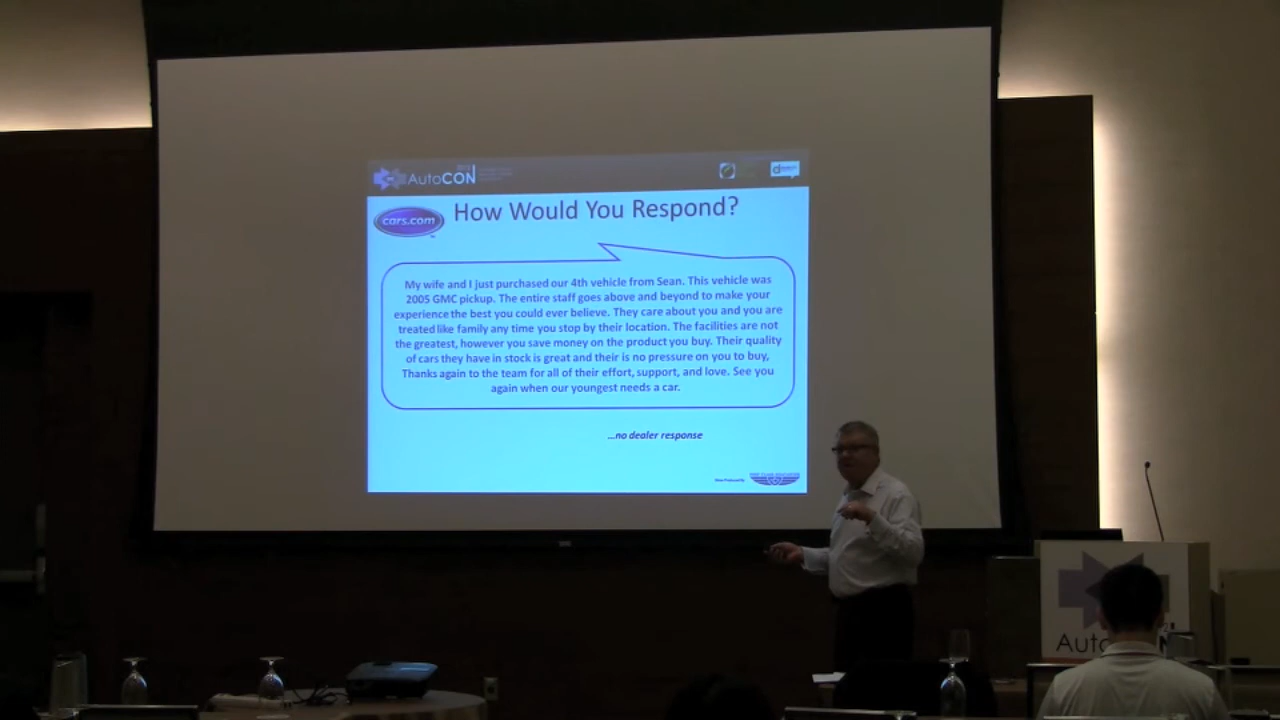 AutoCON
cars.com
How Would You Respond?
My wife and I just purchased our 4th vehicle from Sean. This vehicle was
2005 GMC pickup. The entire staff goes above and beyond to make your
experience the best you could ever believe. They care about you and you are
treated like family any time you stop by their location. The facilities are not
the greatest, however you save money on the product you buy. Their quality
of cars they have in stock is great and their is no pressure on you to buy,
Thanks again to the team for all of their effort, support, and love. See you
again when our youngest needs a car.
...no dealer response